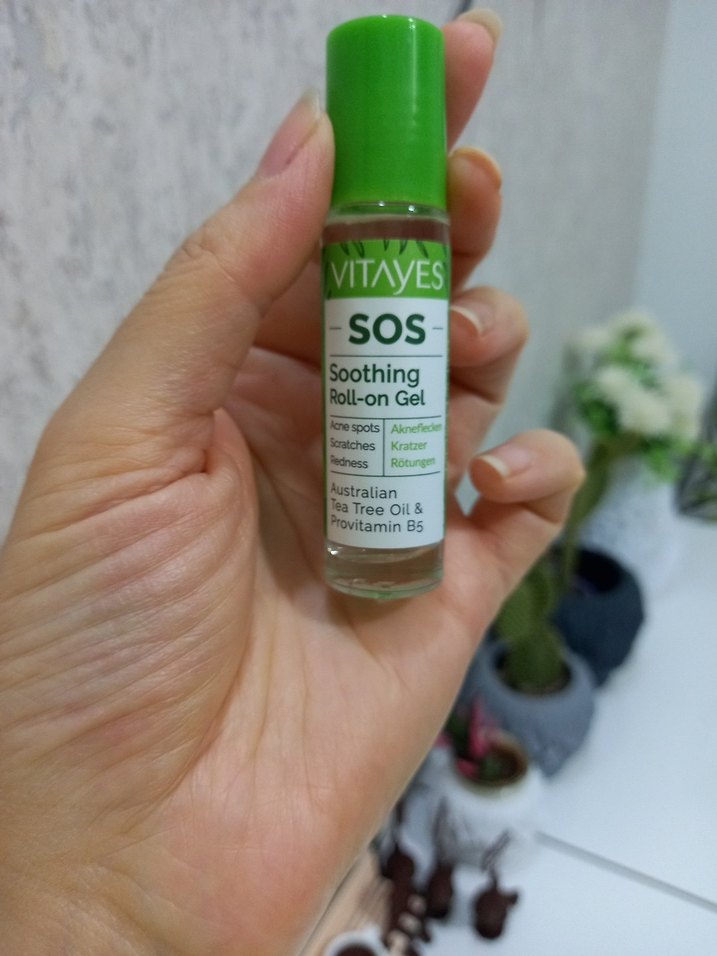 VITAYES
SOS
Soothing
Roll-on Gel
Acne spots
Scratches
Redness
Akneflecken
Kratzer
Rötungen
Australian
Tea Tree Oil &
Provitamin B5